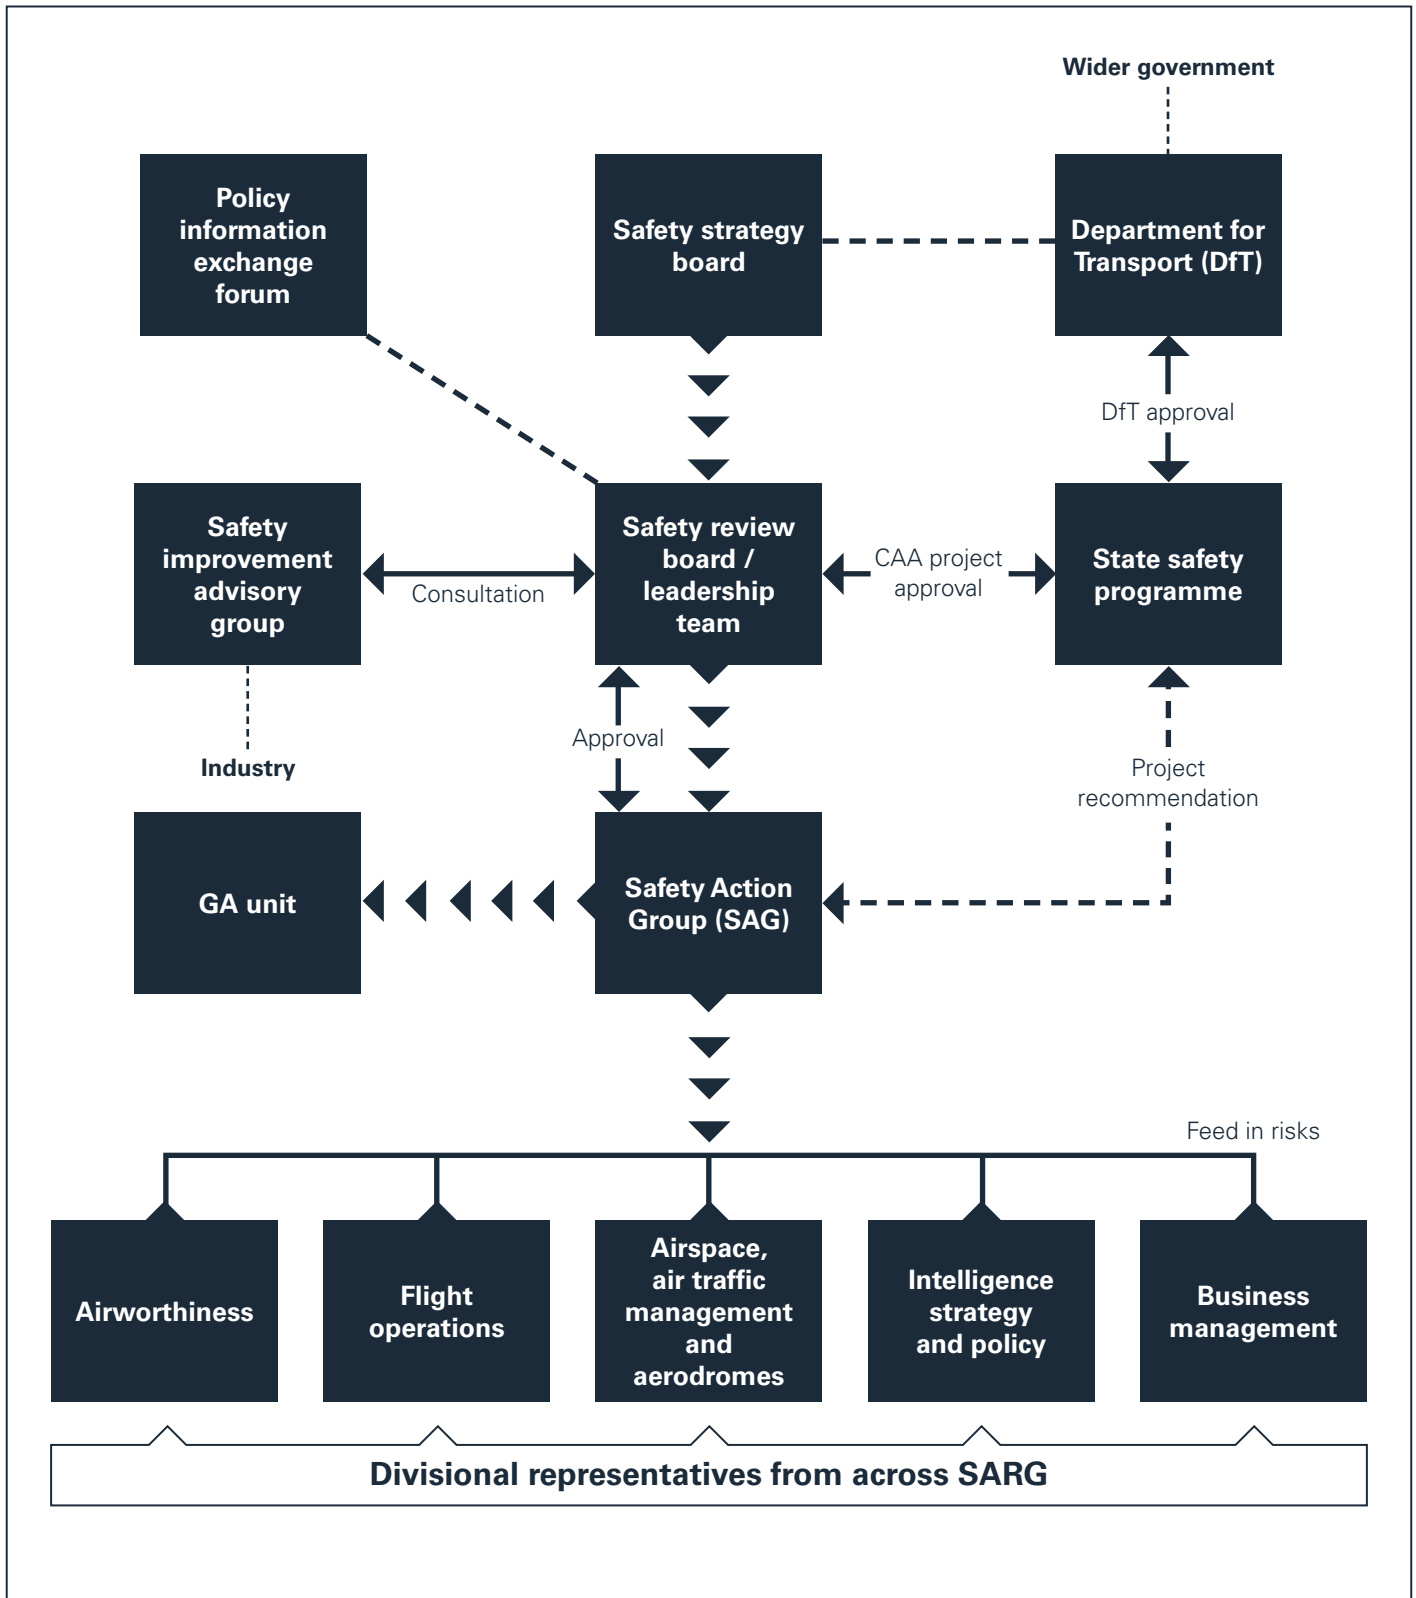 Wider government
Policy
information
exchange
forum
Safety strategy
board
Department for
Transport (DfT)
DfT approval
Safety
improvement
advisory
group
Consultation
Safety review
board /
leadership
team
CAA project
approval
State safety
programme
Industry
Approval
Project
recommendation
GA unit
Safety Action
Group (SAG)
Feed in risks
Airworthiness
Flight
operations
Airspace,
air traffic
management
and
aerodromes
Intelligence
strategy
and policy
Business
management
Divisional representatives from across SARG